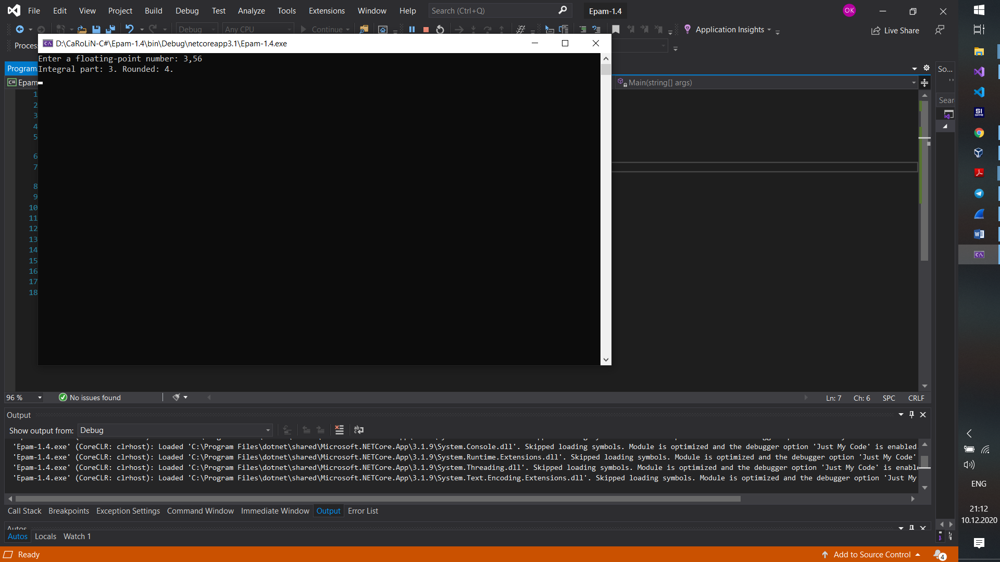 File Edit View Project Build Debug Test Analyze Tools Extensions Window Help Search (Ctrl+Q) Epam-1.4 OK
Debug Any CPU Continue Application Insights Live Share
Proces
D:\CaRoLiN-C#\Epam-1.4\bin\Debug\netcoreapp3.1\Epam-1.4.exe
Enter a floating-point number: 3,56
Integral part: 3. Rounded: 4.
Program
So...
C# Epam
Main(string[] args)
Sear
1
2
3
4
5
6
7
8
9
10
11
12
13
14
15
16
17
18
96 % No issues found Ln: 7 Ch: 6 SPC CRLF
Output
Show output from: Debug
'Epam-1.4.exe' (CoreCLR: clrhost): Loaded 'C:\Program Files\dotnet\shared\Microsoft.NETCore.App\3.1.9\System.Console.dll'. Skipped loading symbols. Module is optimized and the debugger option 'Just My Code' is enabled
'Epam-1.4.exe' (CoreCLR: clrhost): Loaded 'C:\Program Files\dotnet\shared\Microsoft.NETCore.App\3.1.9\System.Runtime.Extensions.dll'. Skipped loading symbols. Module is optimized and the debugger option 'Just My Code'
'Epam-1.4.exe' (CoreCLR: clrhost): Loaded 'C:\Program Files\dotnet\shared\Microsoft.NETCore.App\3.1.9\System.Threading.dll'. Skipped loading symbols. Module is optimized and the debugger option 'Just My Code' is enable
'Epam-1.4.exe' (CoreCLR: clrhost): Loaded 'C:\Program Files\dotnet\shared\Microsoft.NETCore.App\3.1.9\System.Text.Encoding.Extensions.dll'. Skipped loading symbols. Module is optimized and the debugger option 'Just My
Call Stack Breakpoints Exception Settings Command Window Immediate Window Output Error List
Autos
Autos Locals Watch 1
Ready Add to Source Control 4
SI
GAME
W
C:\
ENG
21:12
10.12.2020